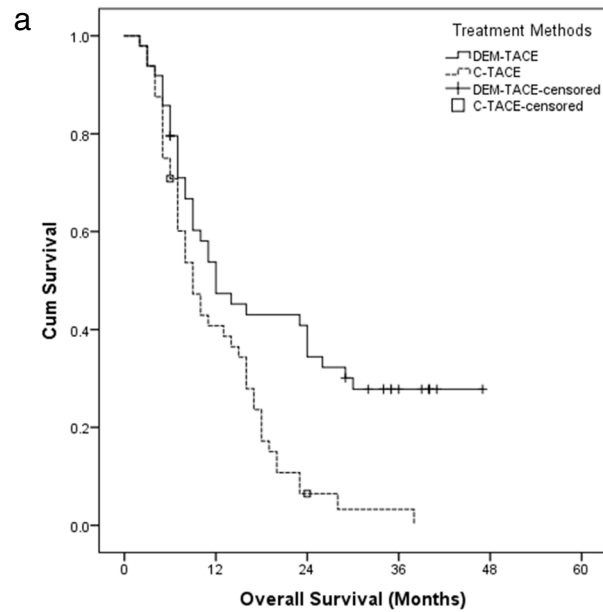 a
Treatment Methods
DEM-TACE
C-TACE
DEM-TACE-censored
C-TACE-censored
1.0
0.8
0.6
0.4
0.2
0.0
Cum Survival
0 12 24 36 48 60
Overall Survival (Months)